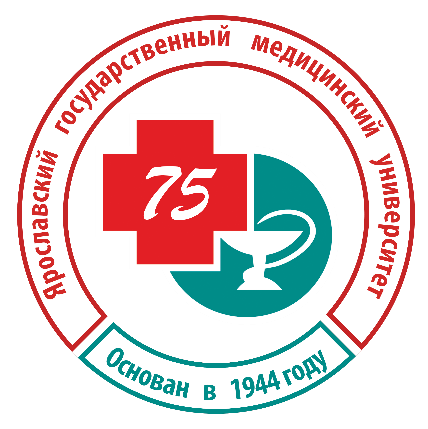 Ярославский государственный медицинский университет
75
Основан в 1944 году